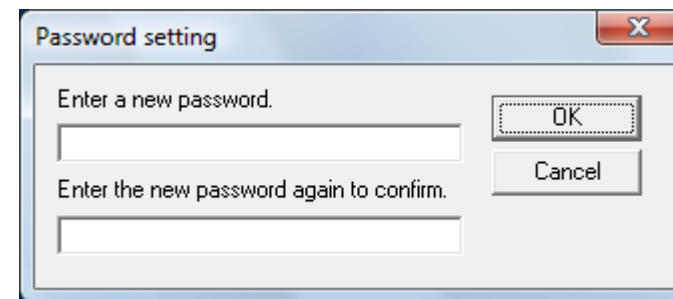 Password setting
Enter a new password.
OK
Cancel
Enter the new password again to confirm.